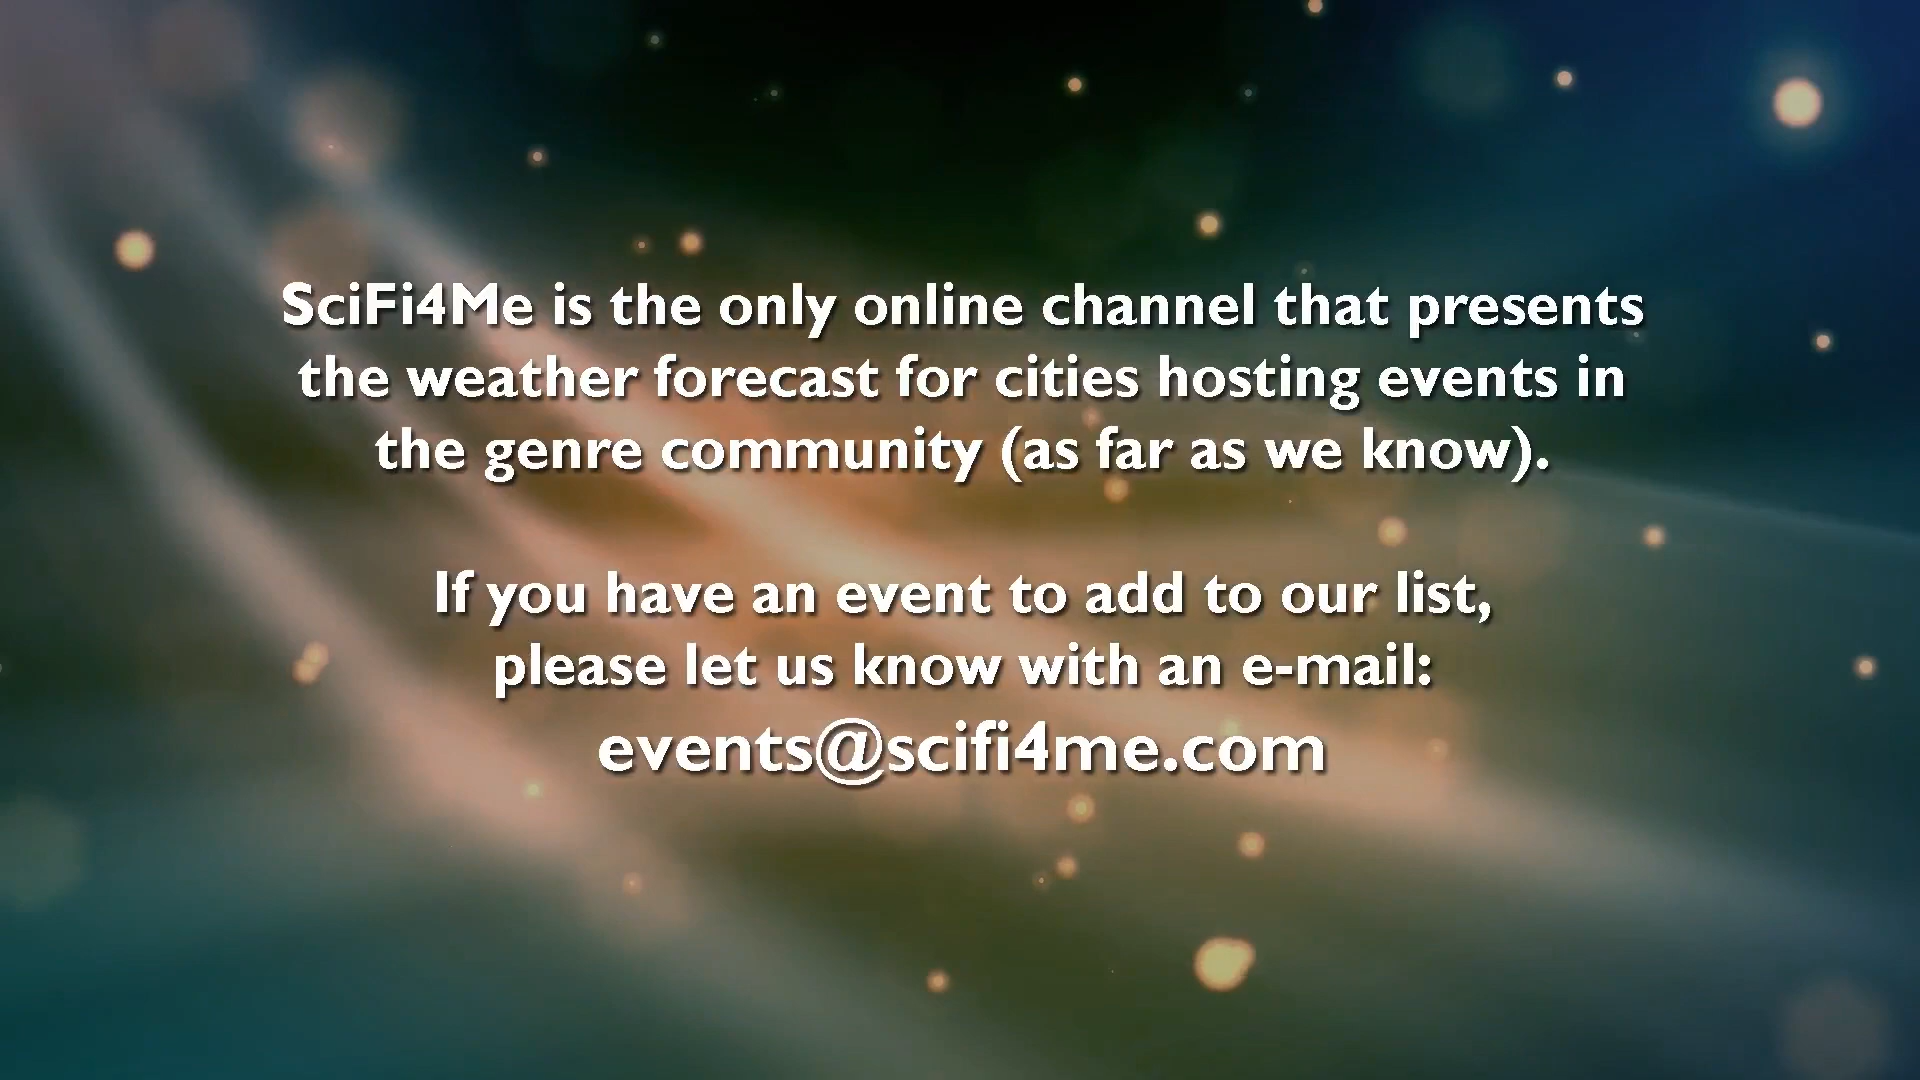 SciFi4Me is the only online channel that presents
the weather forecast for cities hosting events in
the genre community (as far as we know).
If you have an event to add to our list,
please let us know with an e-mail:
events@scifi4me.com